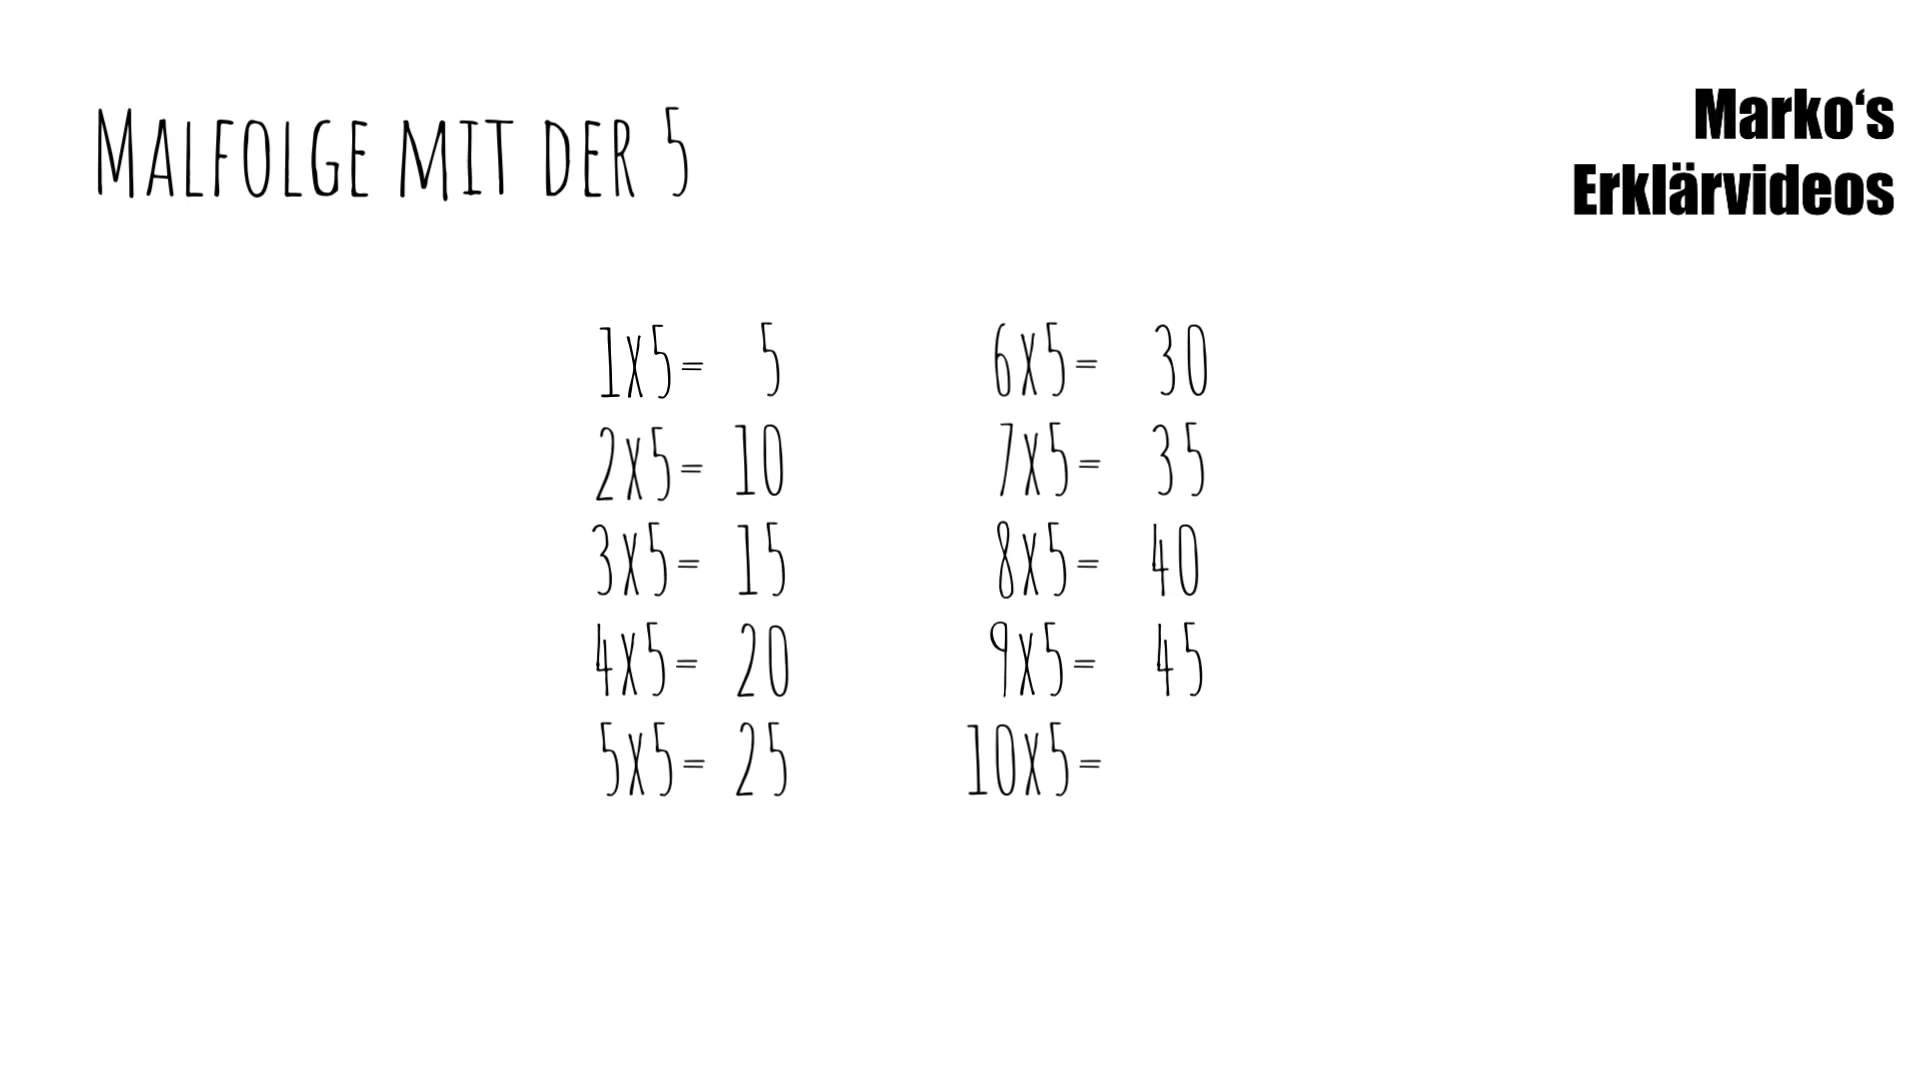 Malfolge mit der 5
Marko‘s
Erklärvideos
1x5= 5
2x5= 10
3x5= 15
4x5= 20
5x5= 25
6x5= 30
7x5= 35
8x5= 40
9x5= 45
10x5=